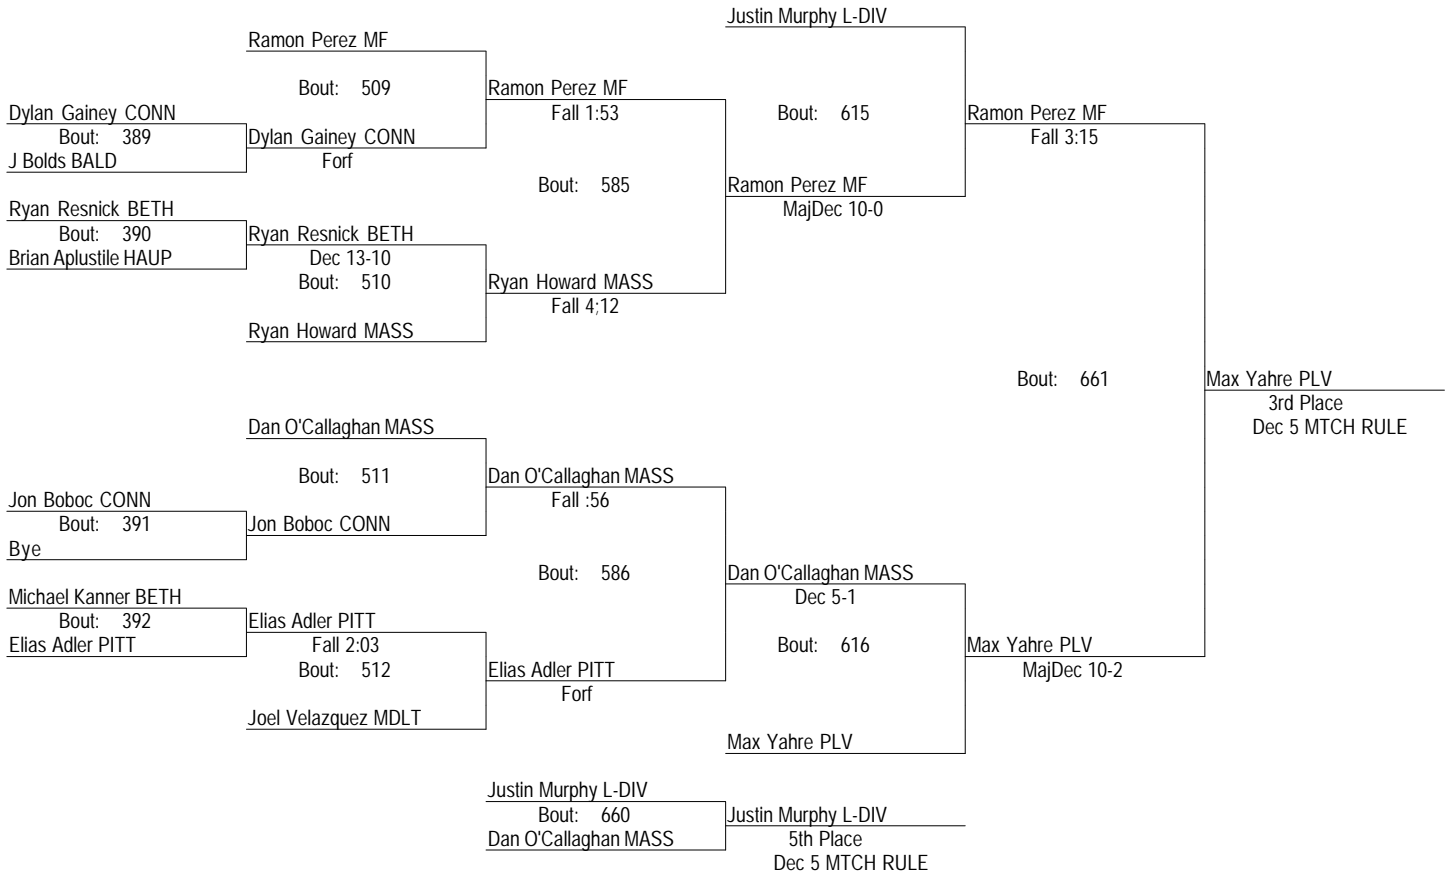 Justin Murphy L-DIV
Ramon Perez MF
Bout: 509
Ramon Perez MF
Fall 1:53
Bout: 615
Ramon Perez MF
Fall 3:15
Dylan Gainey CONN
Bout: 389
J Bolds BALD
Dylan Gainey CONN
Forf
Bout: 585
Ramon Perez MF
MajDec 10-0
Ryan Resnick BETH
Bout: 390
Brian Aplustile HAUP
Ryan Resnick BETH
Dec 13-10
Bout: 510
Ryan Howard MASS
Fall 4;12
Ryan Howard MASS
Bout: 661
Max Yahre PLV
3rd Place
Dec 5 MTCH RULE
Dan O'Callaghan MASS
Bout: 511
Dan O'Callaghan MASS
Fall :56
Jon Boboc CONN
Bout: 391
Bye
Jon Boboc CONN
Bout: 586
Dan O'Callaghan MASS
Dec 5-1
Michael Kanner BETH
Bout: 392
Elias Adler PITT
Elias Adler PITT
Fall 2:03
Bout: 512
Elias Adler PITT
Forf
Bout: 616
Max Yahre PLV
MajDec 10-2
Joel Velazquez MDLT
Max Yahre PLV
Justin Murphy L-DIV
Bout: 660
Dan O'Callaghan MASS
Justin Murphy L-DIV
5th Place
Dec 5 MTCH RULE